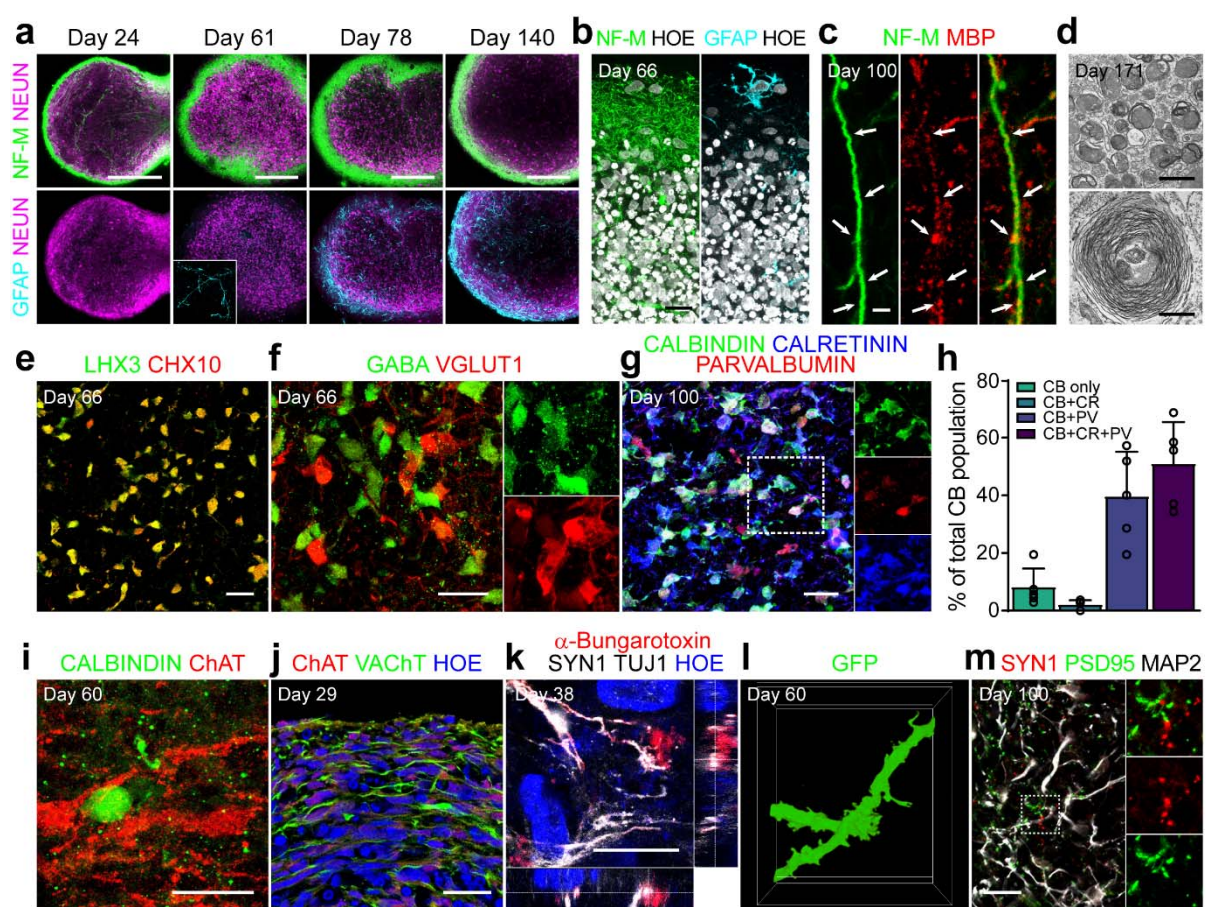 a
Day 24 Day 61 Day 78 Day 140
NF-M NEUN
GFAP NEUN
b
NF-M HOE GFAP HOE
Day 66
c
NF-M MBP
Day 100
d
Day 171
e
LHX3 CHX10
Day 66
f
GABA VGLUT1
Day 66
g
CALBINDIN CALRETININ
PARVALBUMIN
Day 100
h
% of total CB population
80
60
40
20
0
CB only
CB+CR
CB+PV
CB+CR+PV
i
CALBINDIN ChAT
Day 60
j
ChAT VAChT HOE
Day 29
k
α-Bungarotoxin
SYN1 TUJ1 HOE
Day 38
l
GFP
Day 60
m
SYN1 PSD95 MAP2
Day 100